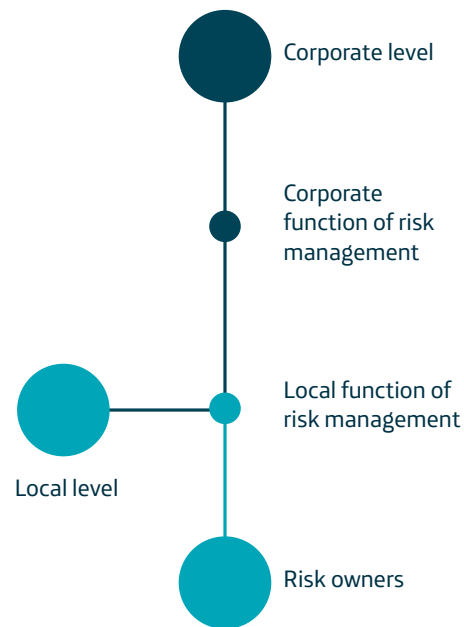 Corporate level
Corporate
function of risk
management
Local function of
risk management
Local level
Risk owners